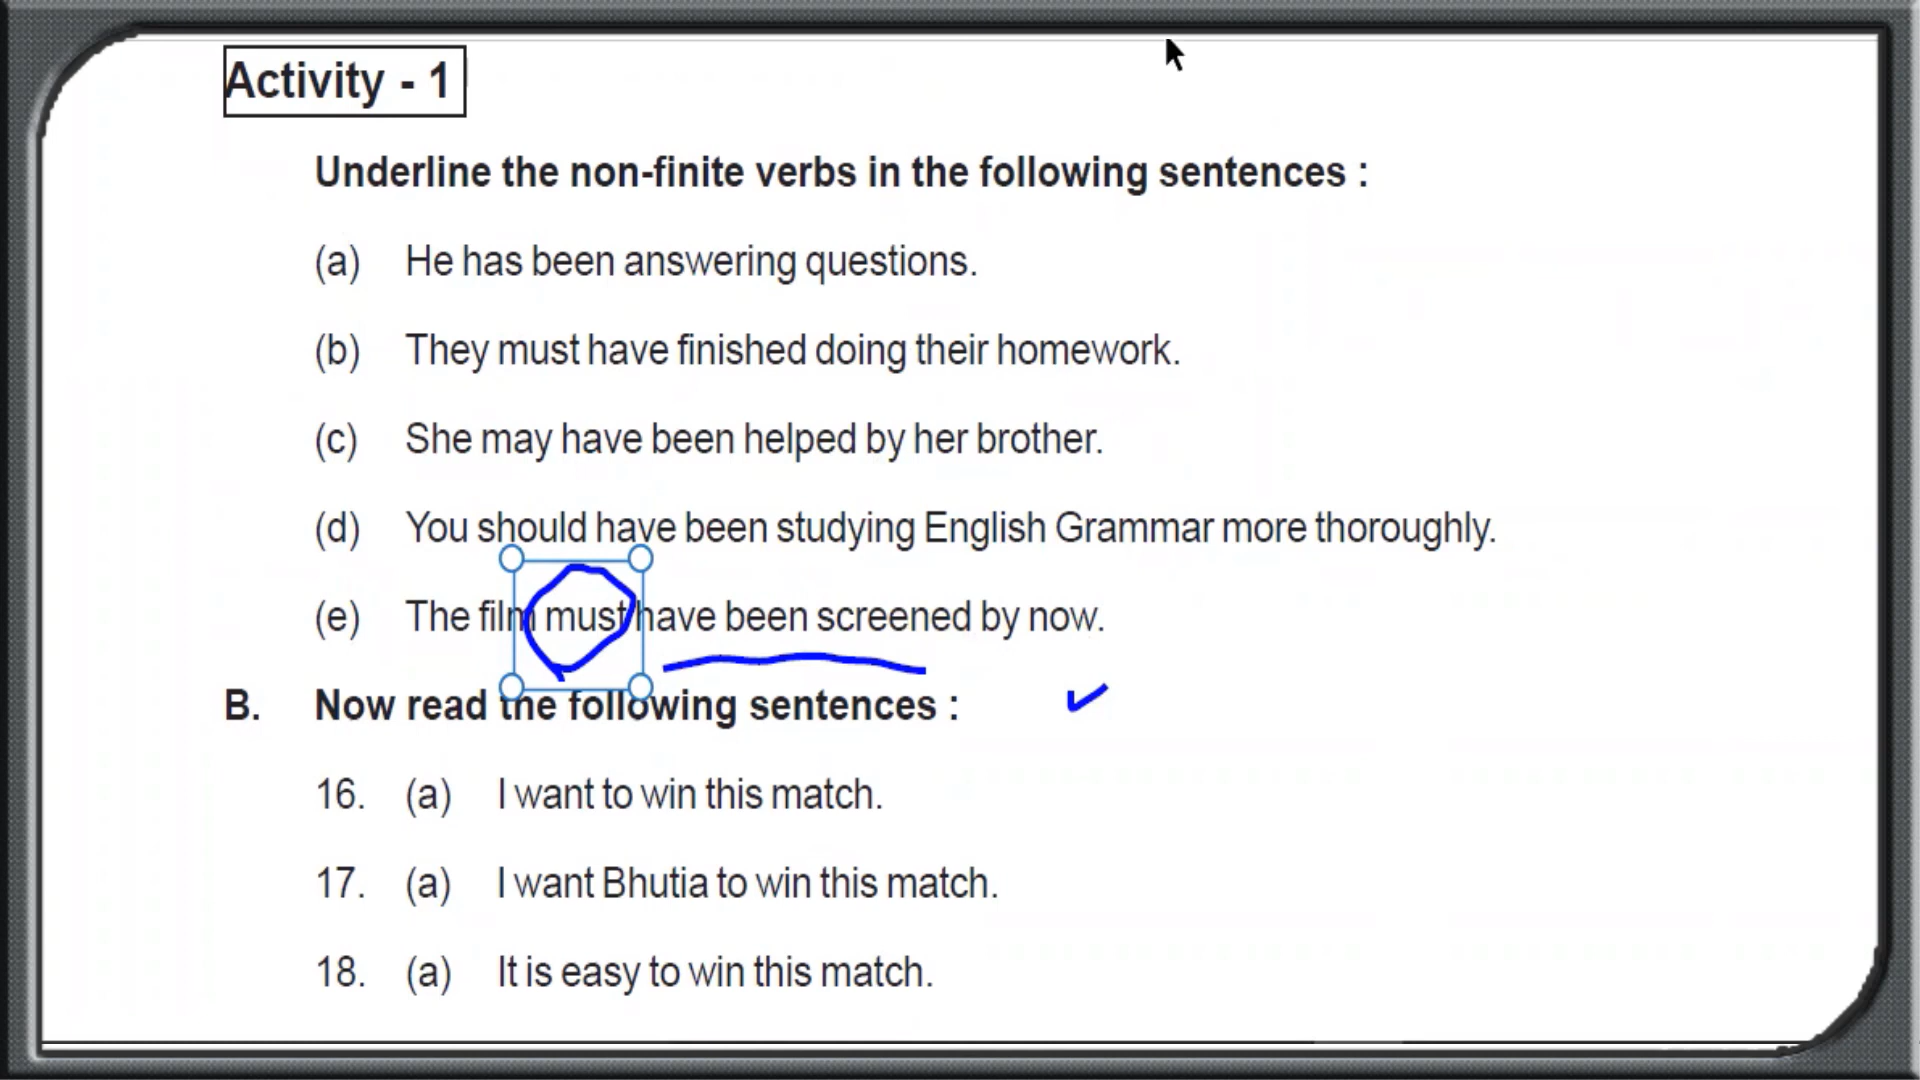 Activity - 1
Underline the non-finite verbs in the following sentences :
(a) He has been answering questions.
(b) They must have finished doing their homework.
(c) She may have been helped by her brother.
(d) You should have been studying English Grammar more thoroughly.
(e) The film must have been screened by now.
B. Now read the following sentences :
16. (a) I want to win this match.
17. (a) I want Bhutia to win this match.
18. (a) It is easy to win this match.